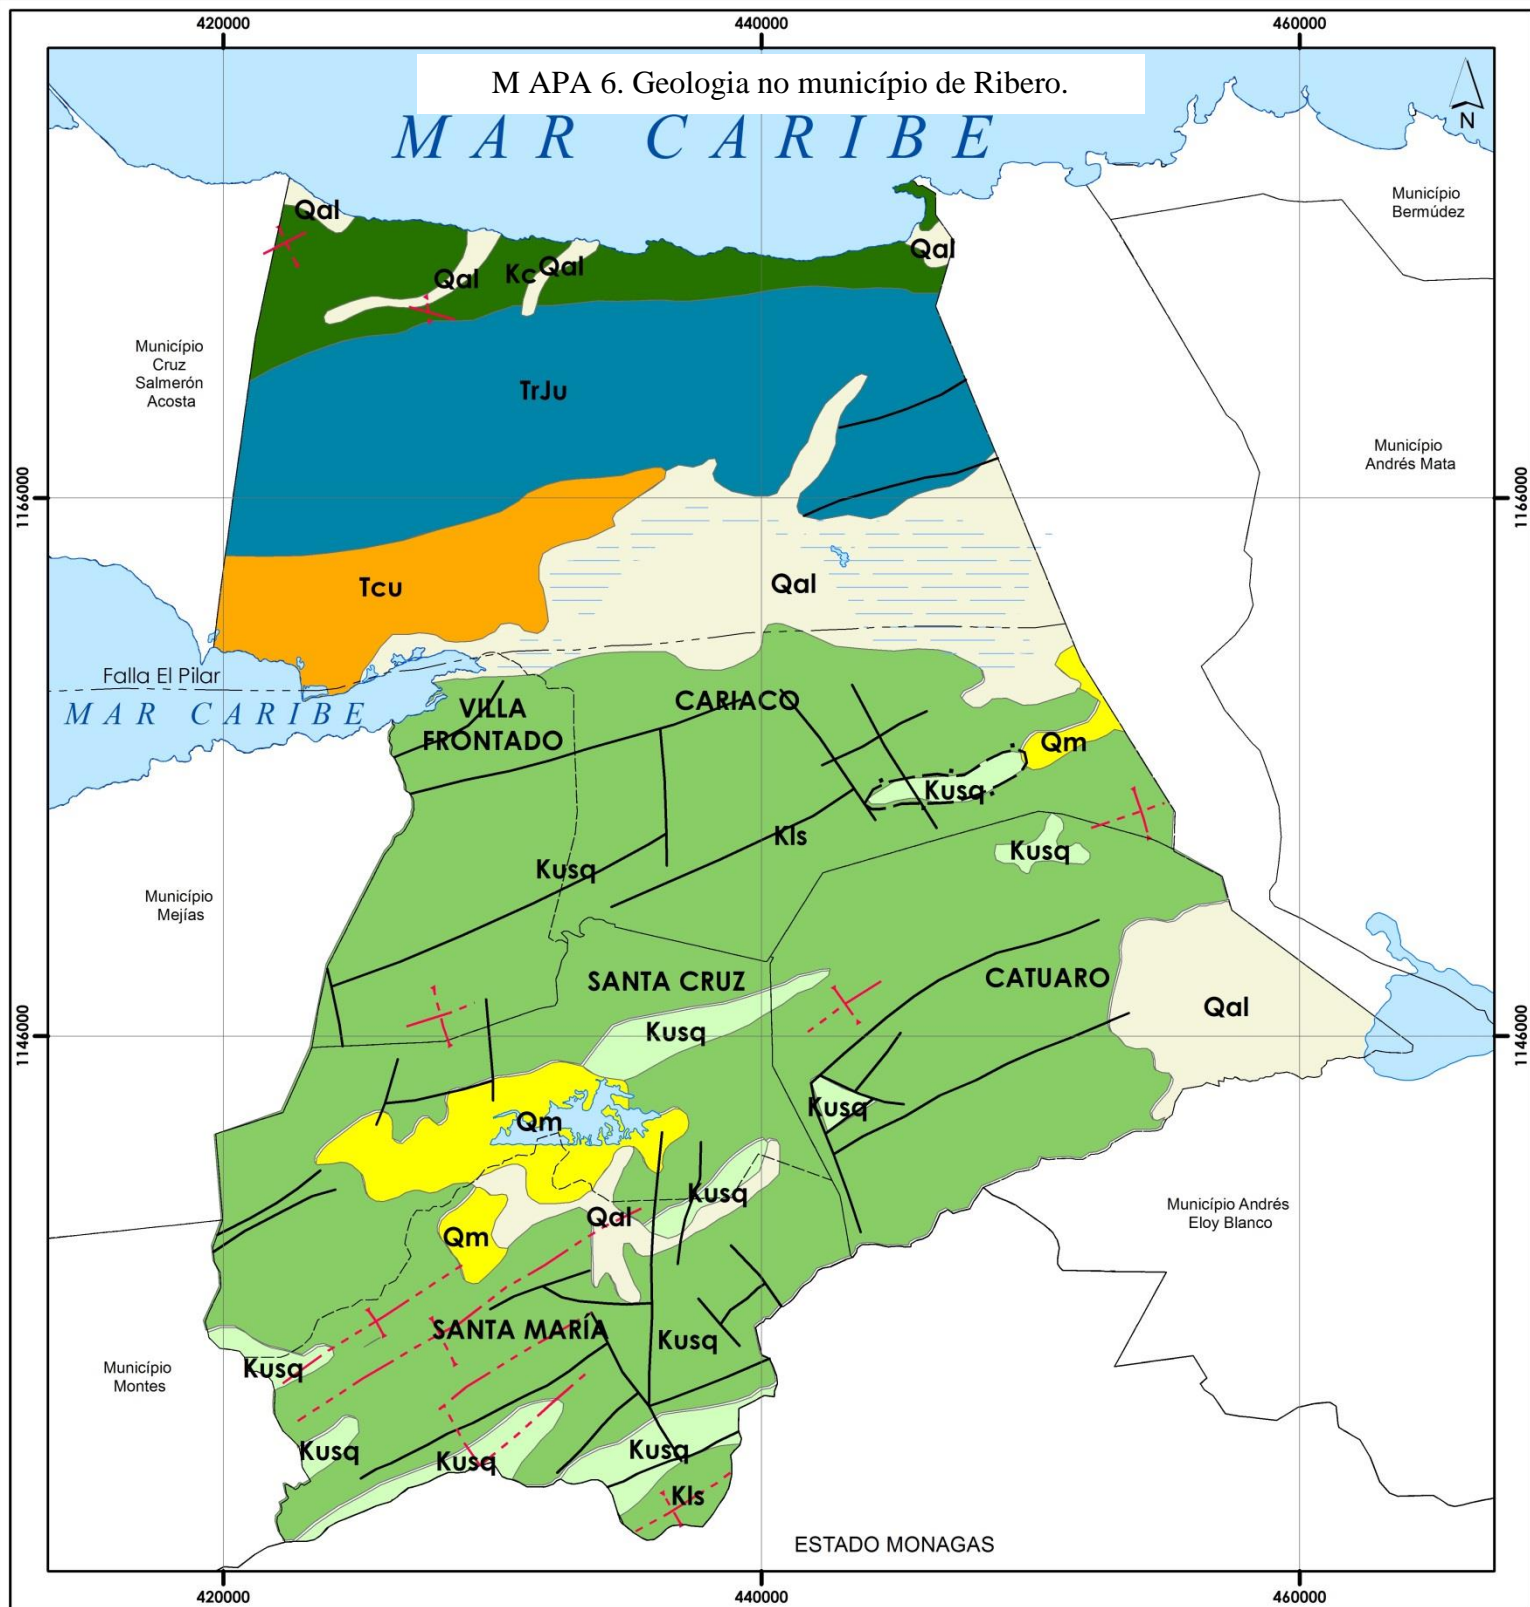 420000
440000
460000
M APA 6. Geologia no município de Ribero.
N
MAR CARIBE
Município
Bermúdez
Qal
Qal
Qal
Kc
Qal
Município
Cruz
Salmerón
Acosta
TrJu
Município
Andrés Mata
1166000
1166000
Tcu
Qal
Falla El Pilar
MAR CARIBE
VILLA
FRONTADO
CARIACO
Qm
Kusq
Kls
Kusq
Kusq
Município
Mejías
SANTA CRUZ
CATUARO
Qal
Kusq
1146000
1146000
Kusq
Qm
Kusq
Qal
Qm
Município Andrés
Eloy Blanco
SANTA MARÍA
Kusq
Kusq
Município
Montes
Kusq
Kusq
Kusq
Kls
ESTADO MONAGAS
420000
440000
460000